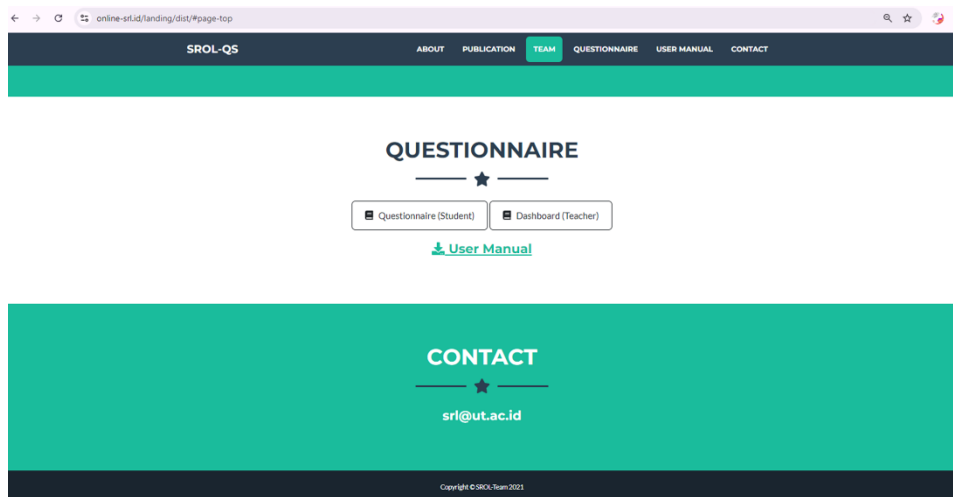 online-srl.id/landing/dist/#page-top
SROL-QS ABOUT PUBLICATION TEAM QUESTIONNAIRE USER MANUAL CONTACT
QUESTIONNAIRE
Questionnaire (Student) Dashboard (Teacher)
User Manual
CONTACT
srl@ut.ac.id
Copyright © SROL-Team 2021